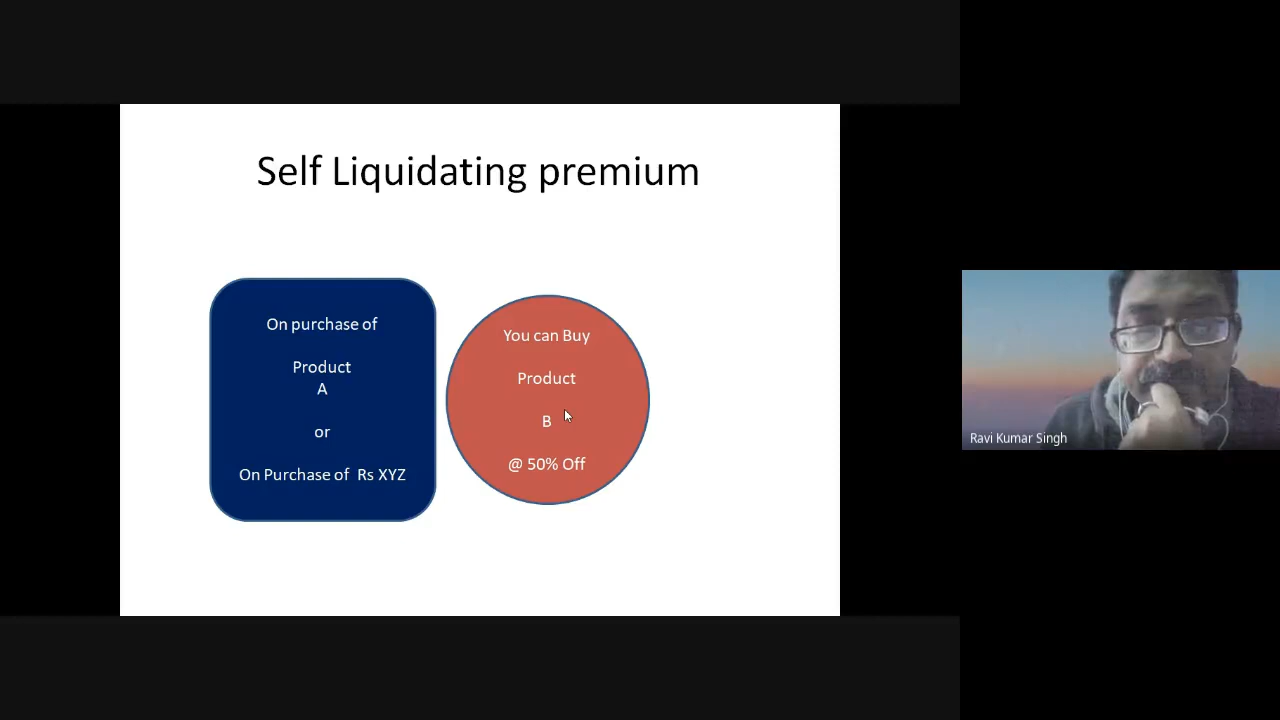 Self Liquidating premium
On purchase of
Product
A
or
On Purchase of Rs XYZ
You can Buy
Product
B
@ 50% Off
Ravi Kumar Singh